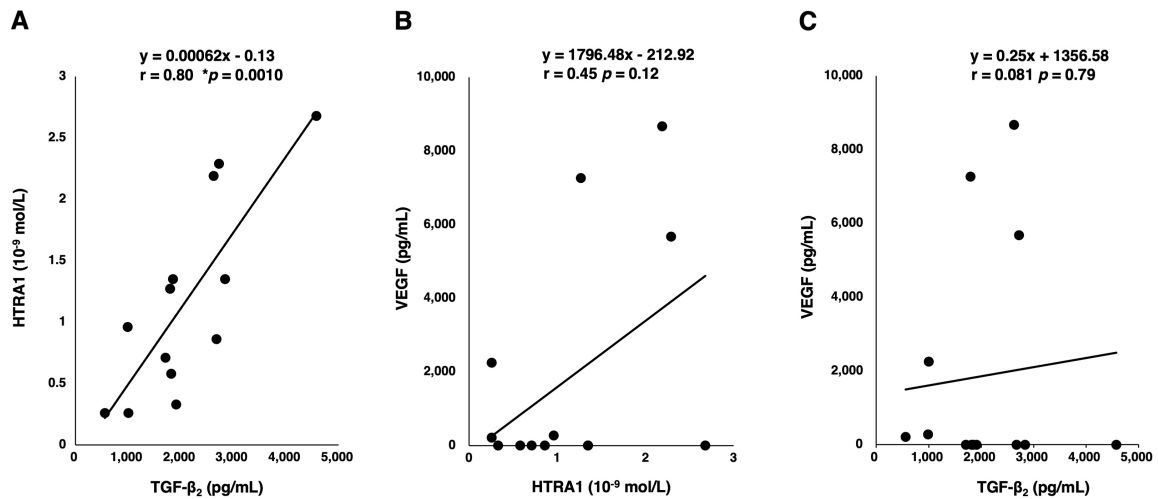 A
y = 0.00062x - 0.13
r = 0.80 *p = 0.0010
3
2.5
2
1.5
1
0.5
0
HTRA1 (10⁻⁹ mol/L)
0 1,000 2,000 3,000 4,000 5,000
TGF-β₂ (pg/mL)
B
y = 1796.48x - 212.92
r = 0.45 p = 0.12
10,000
8,000
6,000
4,000
2,000
0
VEGF (pg/mL)
0 1 2 3
HTRA1 (10⁻⁹ mol/L)
C
y = 0.25x + 1356.58
r = 0.081 p = 0.79
10,000
8,000
6,000
4,000
2,000
0
VEGF (pg/mL)
0 1,000 2,000 3,000 4,000 5,000
TGF-β₂ (pg/mL)